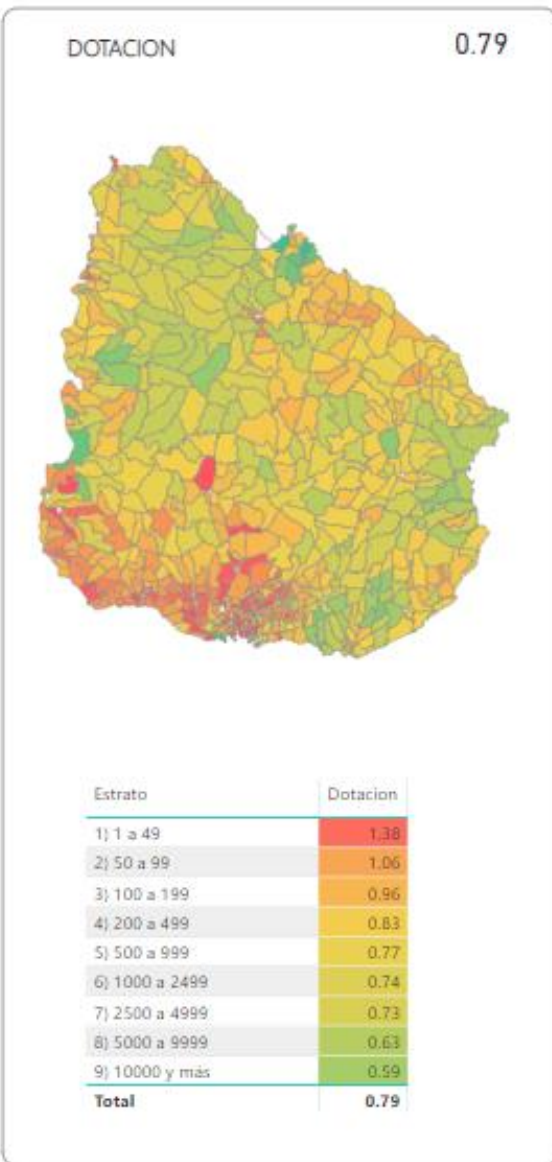 DOTACION 0.79
Estrato Dotacion
1) 1 a 49 1.38
2) 50 a 99 1.06
3) 100 a 199 0.96
4) 200 a 499 0.83
5) 500 a 999 0.77
6) 1000 a 2499 0.74
7) 2500 a 4999 0.73
8) 5000 a 9999 0.63
9) 10000 y más 0.59
Total 0.79